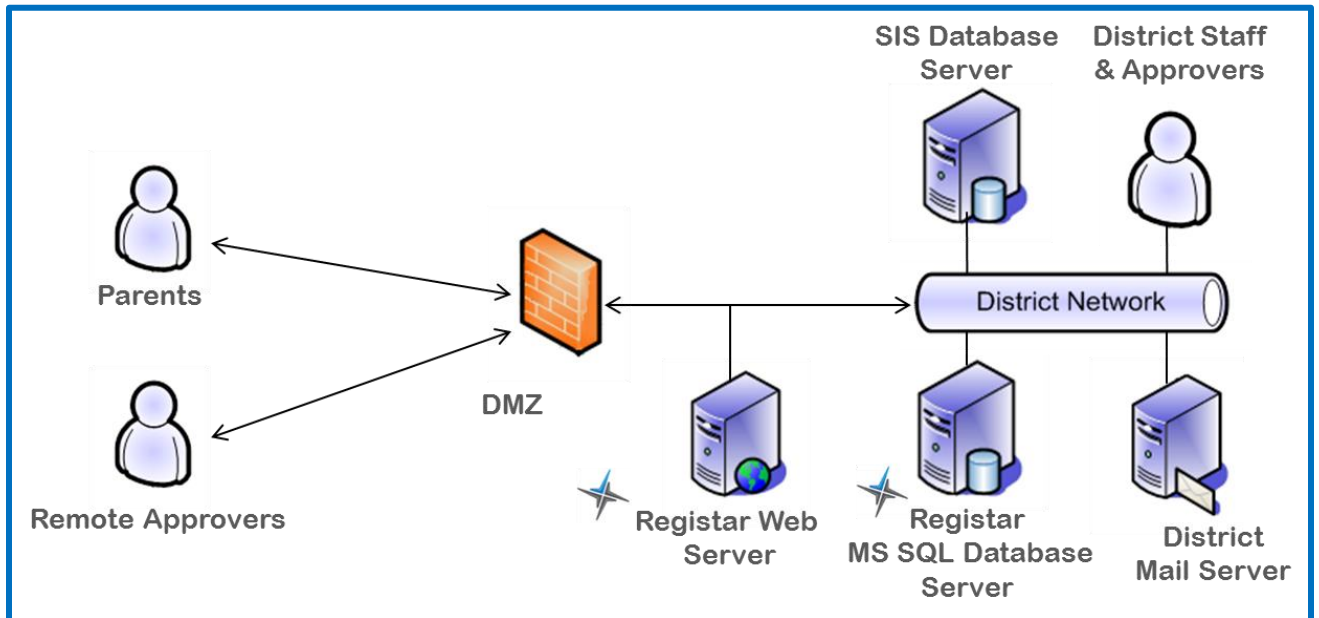 SIS Database
Server
District Staff
& Approvers
Parents
District Network
DMZ
Remote Approvers
Registar Web
Server
Registar
MS SQL Database
Server
District
Mail Server